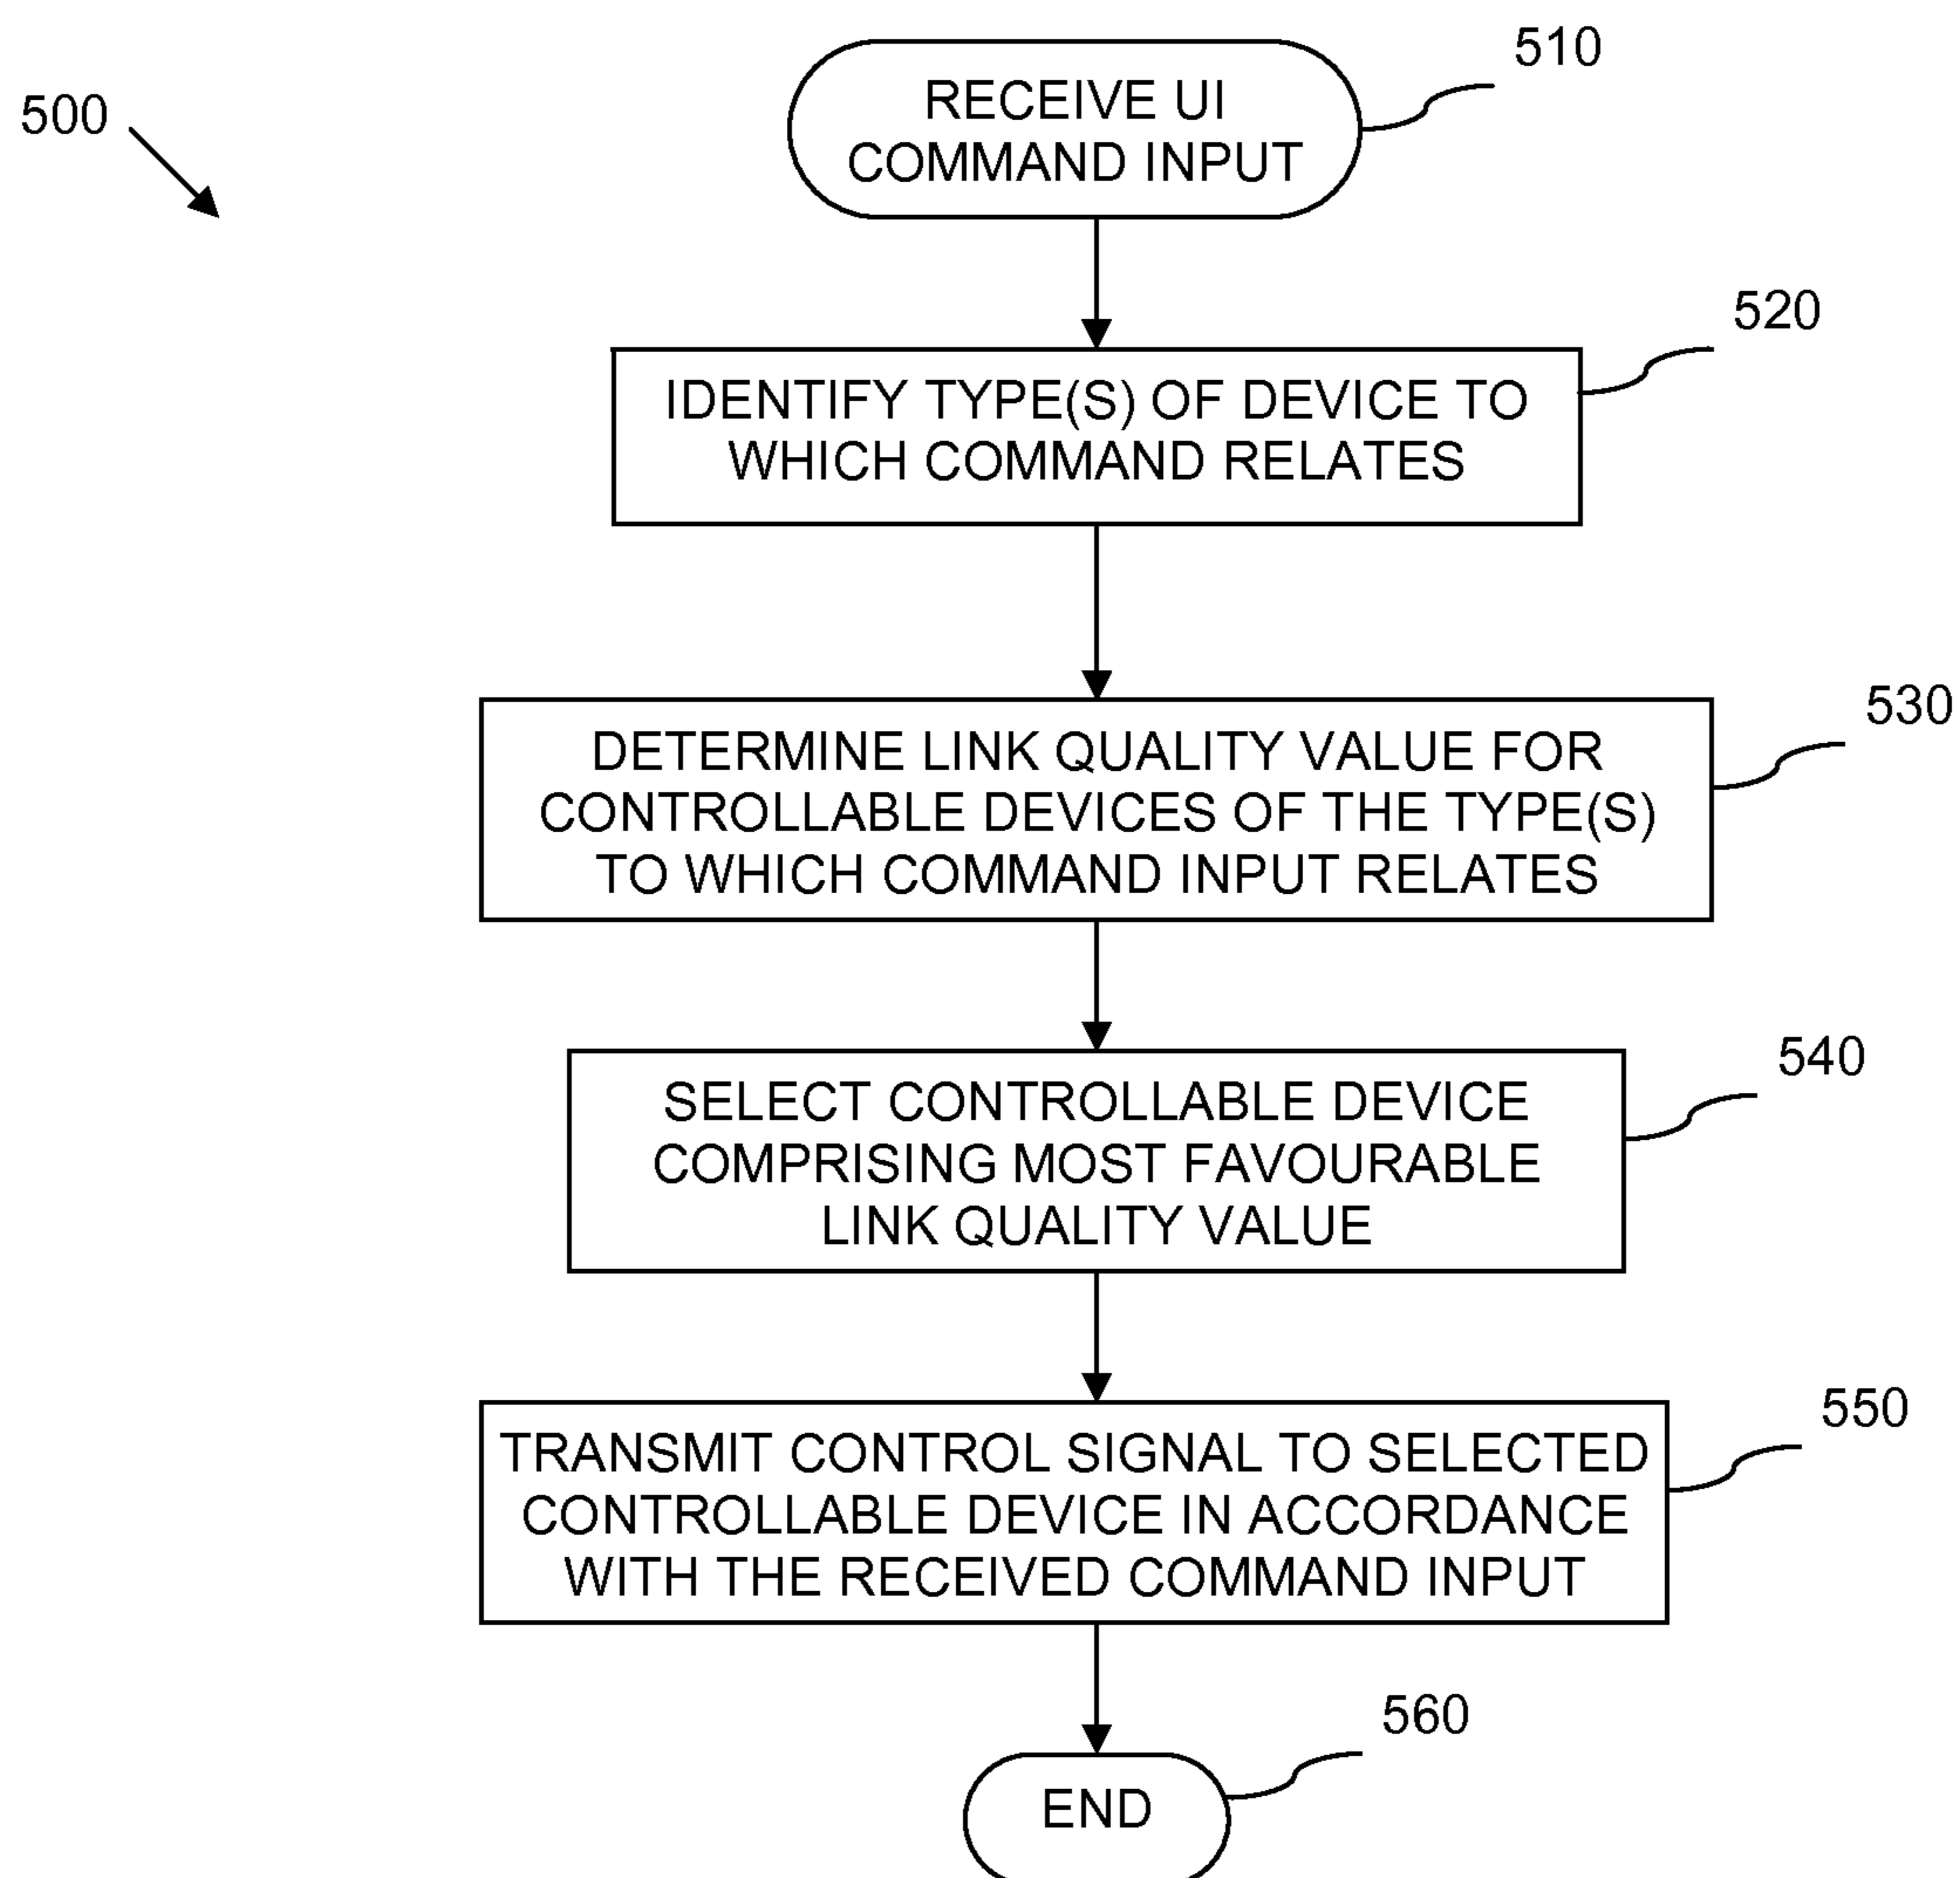 500
510
RECEIVE UI
COMMAND INPUT
520
IDENTIFY TYPE(S) OF DEVICE TO
WHICH COMMAND RELATES
530
DETERMINE LINK QUALITY VALUE FOR
CONTROLLABLE DEVICES OF THE TYPE(S)
TO WHICH COMMAND INPUT RELATES
540
SELECT CONTROLLABLE DEVICE
COMPRISING MOST FAVOURABLE
LINK QUALITY VALUE
550
TRANSMIT CONTROL SIGNAL TO SELECTED
CONTROLLABLE DEVICE IN ACCORDANCE
WITH THE RECEIVED COMMAND INPUT
560
END